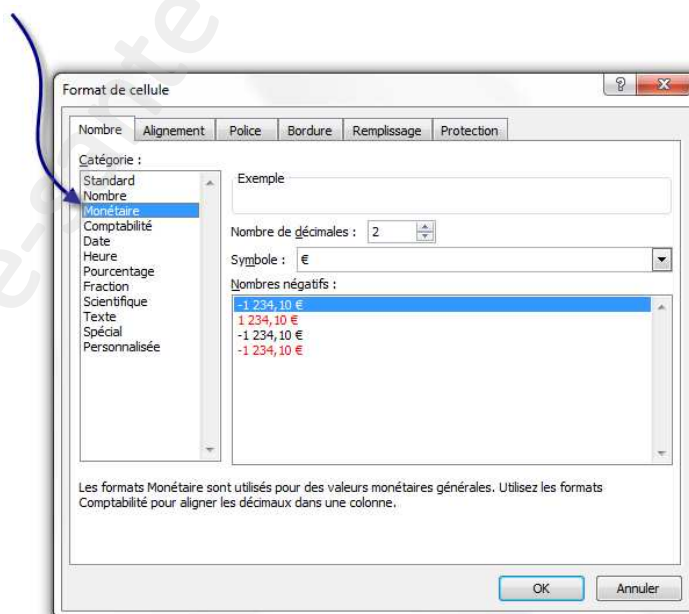 Format de cellule
Nombre Alignement Police Bordure Remplissage Protection
Catégorie :
Standard
Nombre
Monétaire
Comptabilité
Date
Heure
Pourcentage
Fraction
Scientifique
Texte
Spécial
Personnalisée
Exemple
Nombre de décimales : 2
Symbole : €
Nombres négatifs :
-1 234,10 €
1 234,10 €
-1 234,10 €
-1 234,10 €
Les formats Monétaire sont utilisés pour des valeurs monétaires générales. Utilisez les formats
Comptabilité pour aligner les décimaux dans une colonne.
OK Annuler
e-sante